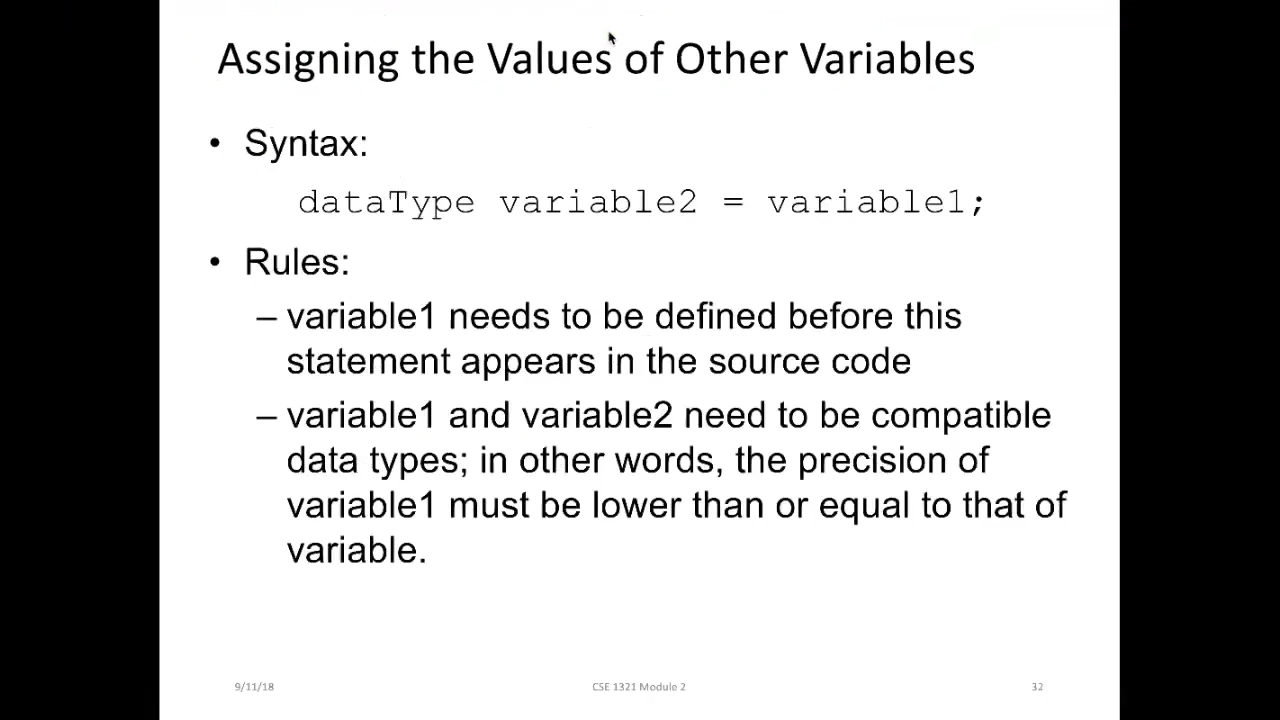 Assigning the Values of Other Variables
• Syntax:
dataType variable2 = variable1;
• Rules:
– variable1 needs to be defined before this
statement appears in the source code
– variable1 and variable2 need to be compatible
data types; in other words, the precision of
variable1 must be lower than or equal to that of
variable.
9/11/18 CSE 1321 Module 2 32